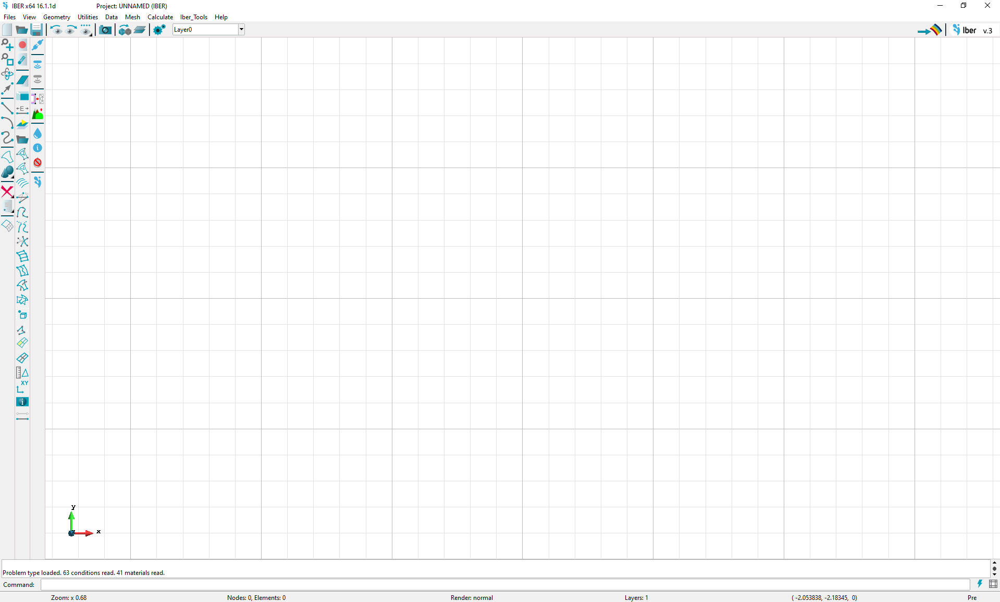 IBER x64 16.1.1d Project: UNNAMED (IBER)
Files View Geometry Utilities Data Mesh Calculate Iber_Tools Help
Layer0
Iber v.3
E
XY
y
z
x
Problem type loaded. 63 conditions read. 41 materials read.
Command:
Zoom: x 0.68 Nodes: 0, Elements: 0 Render: normal Layers: 1 ( -2.053838, -2.18345, 0) Pre